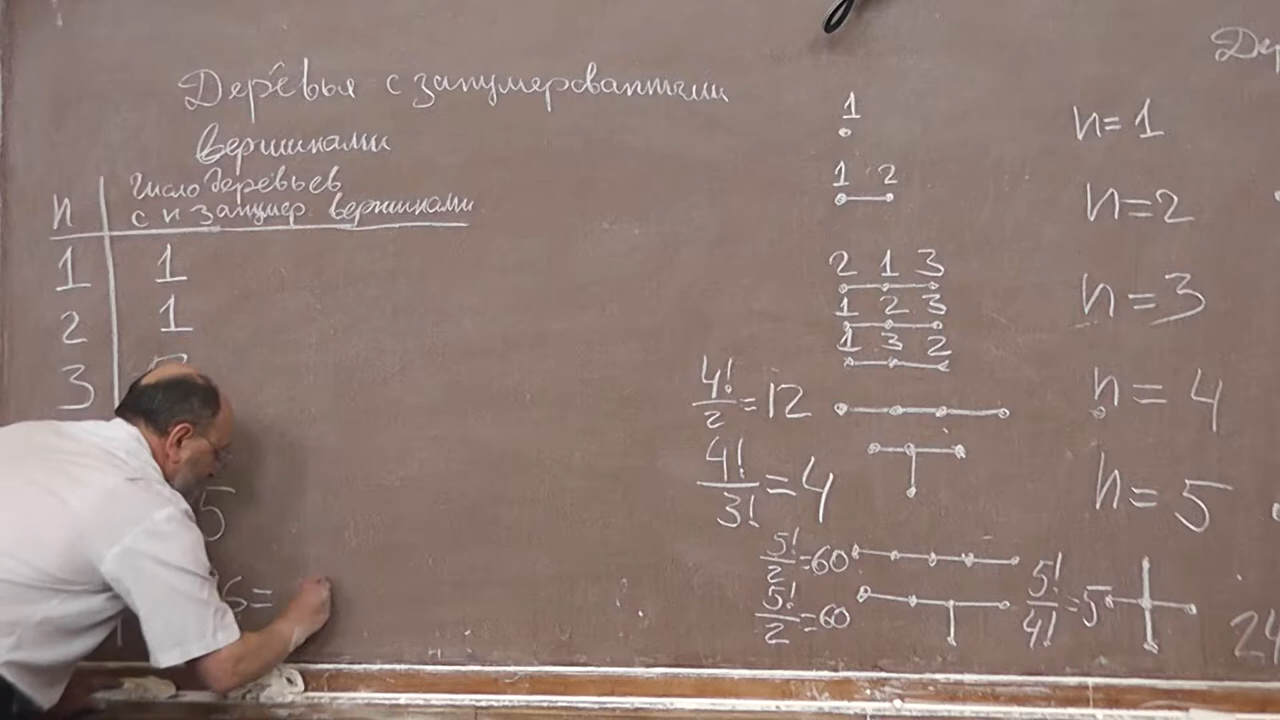 Деревья с занумерованными
вершинами
n Число деревьев
с n занумер вершинами
1 1
2 1
3
5
6=
1
1 2
2 1 3
1 2 3
1 3 2
4!/2=12
4!/3!=4
5!/2=60
5!/2=60
5!/4!=5
n=1
n=2
n=3
n=4
n=5
Де
24